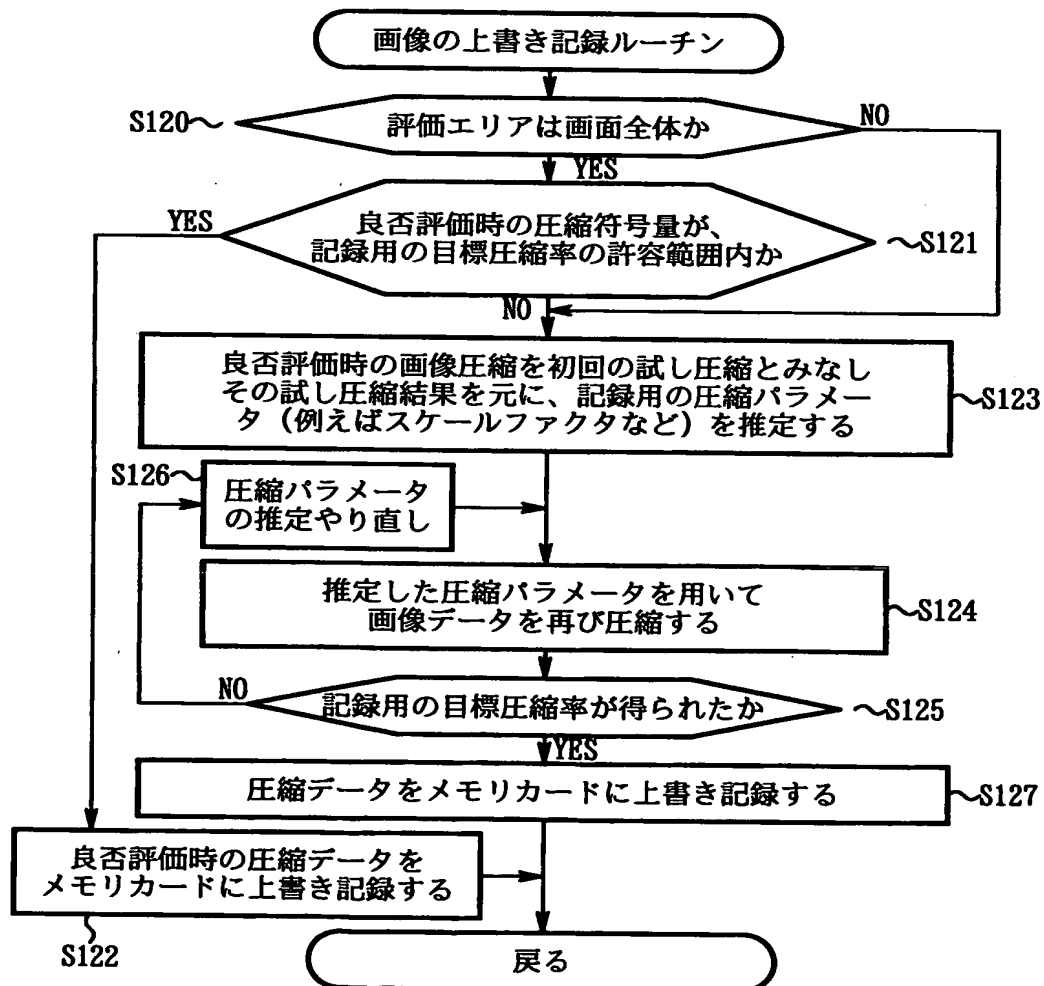 画像の上書き記録ルーチン
S120
評価エリアは画面全体か
NO
YES
YES
良否評価時の圧縮符号量が、
記録用の目標圧縮率の許容範囲内か
S121
NO
良否評価時の画像圧縮を初回の試し圧縮とみなし
その試し圧縮結果を元に、記録用の圧縮パラメー
タ（例えばスケールファクタなど）を推定する
S123
S126
圧縮パラメータ
の推定やり直し
推定した圧縮パラメータを用いて
画像データを再び圧縮する
S124
NO
記録用の目標圧縮率が得られたか
S125
YES
圧縮データをメモリカードに上書き記録する
S127
良否評価時の圧縮データを
メモリカードに上書き記録する
S122
戻る